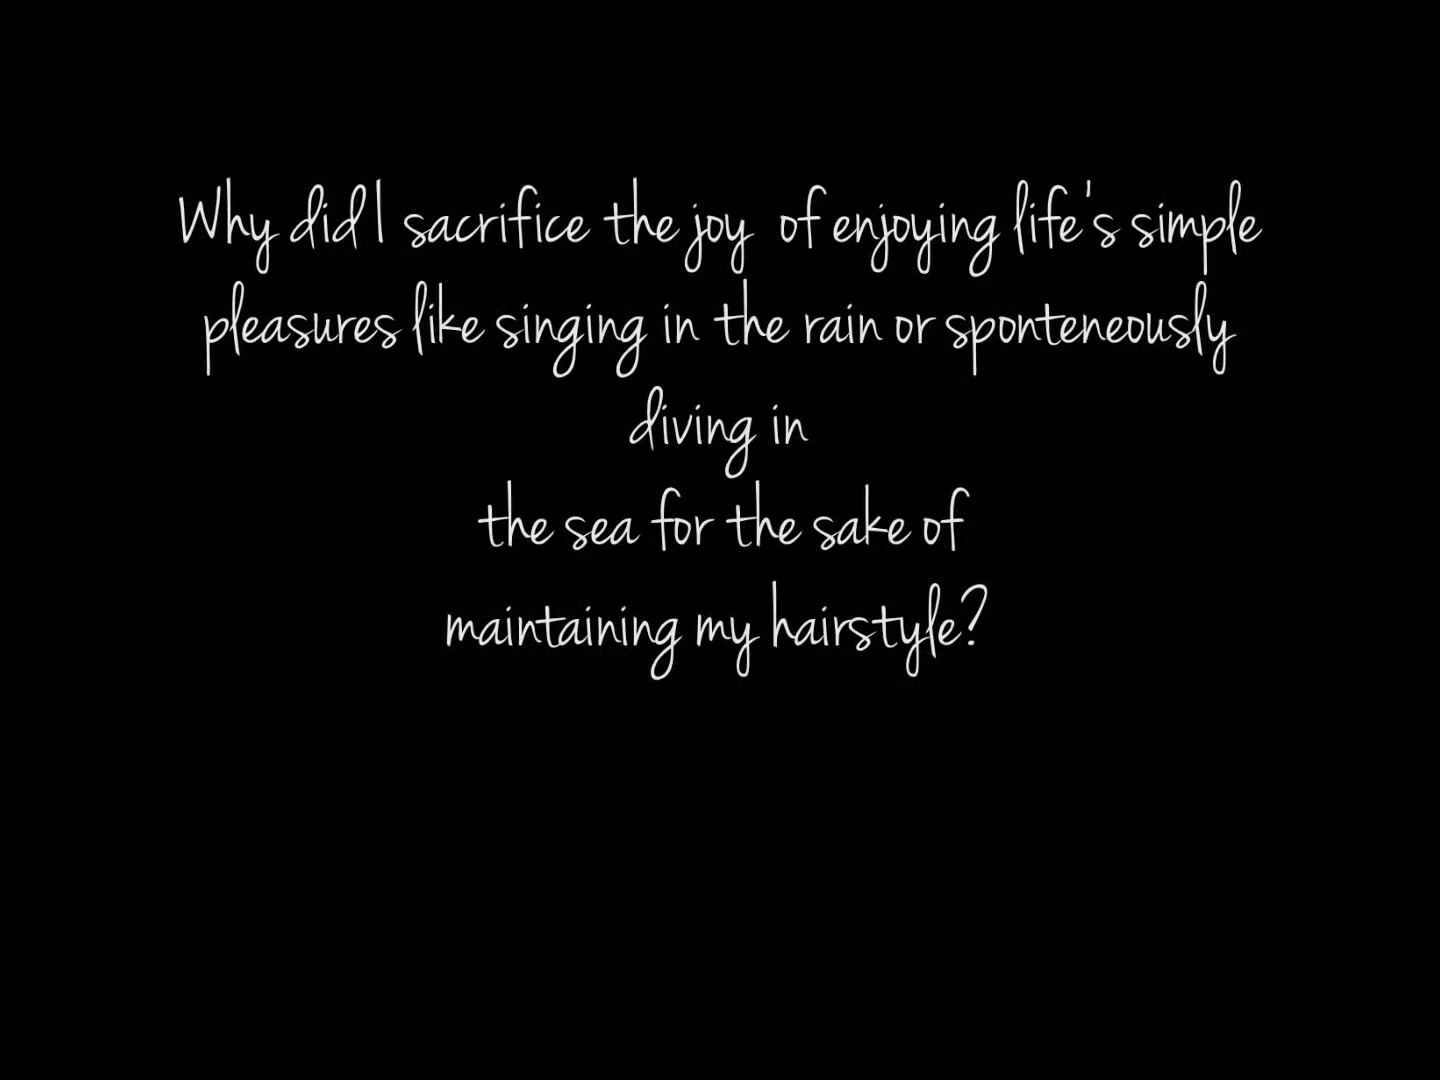 Why did I sacrifice the joy of enjoying life's simple
pleasures like singing in the rain or sponteneously
diving in
the sea for the sake of
maintaining my hairstyle?